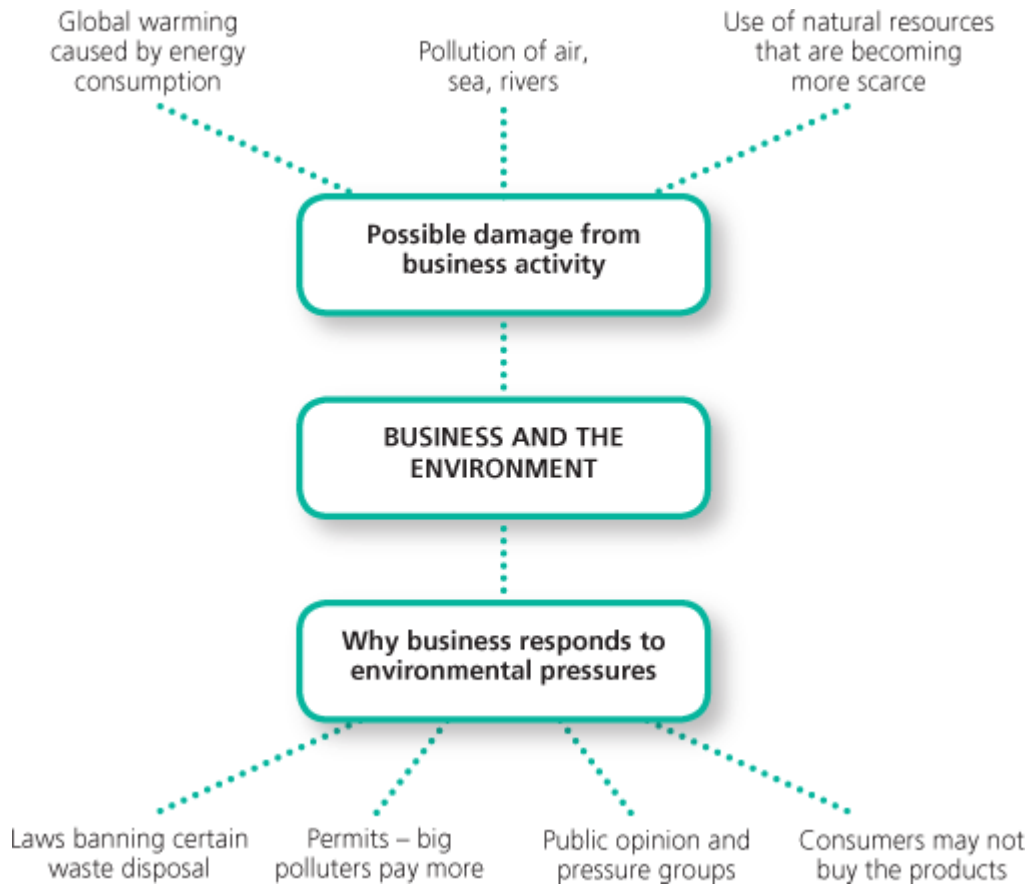 Global warming
caused by energy
consumption
Pollution of air,
sea, rivers
Use of natural resources
that are becoming
more scarce
Possible damage from
business activity
BUSINESS AND THE
ENVIRONMENT
Why business responds to
environmental pressures
Laws banning certain
waste disposal
Permits – big
polluters pay more
Public opinion and
pressure groups
Consumers may not
buy the products